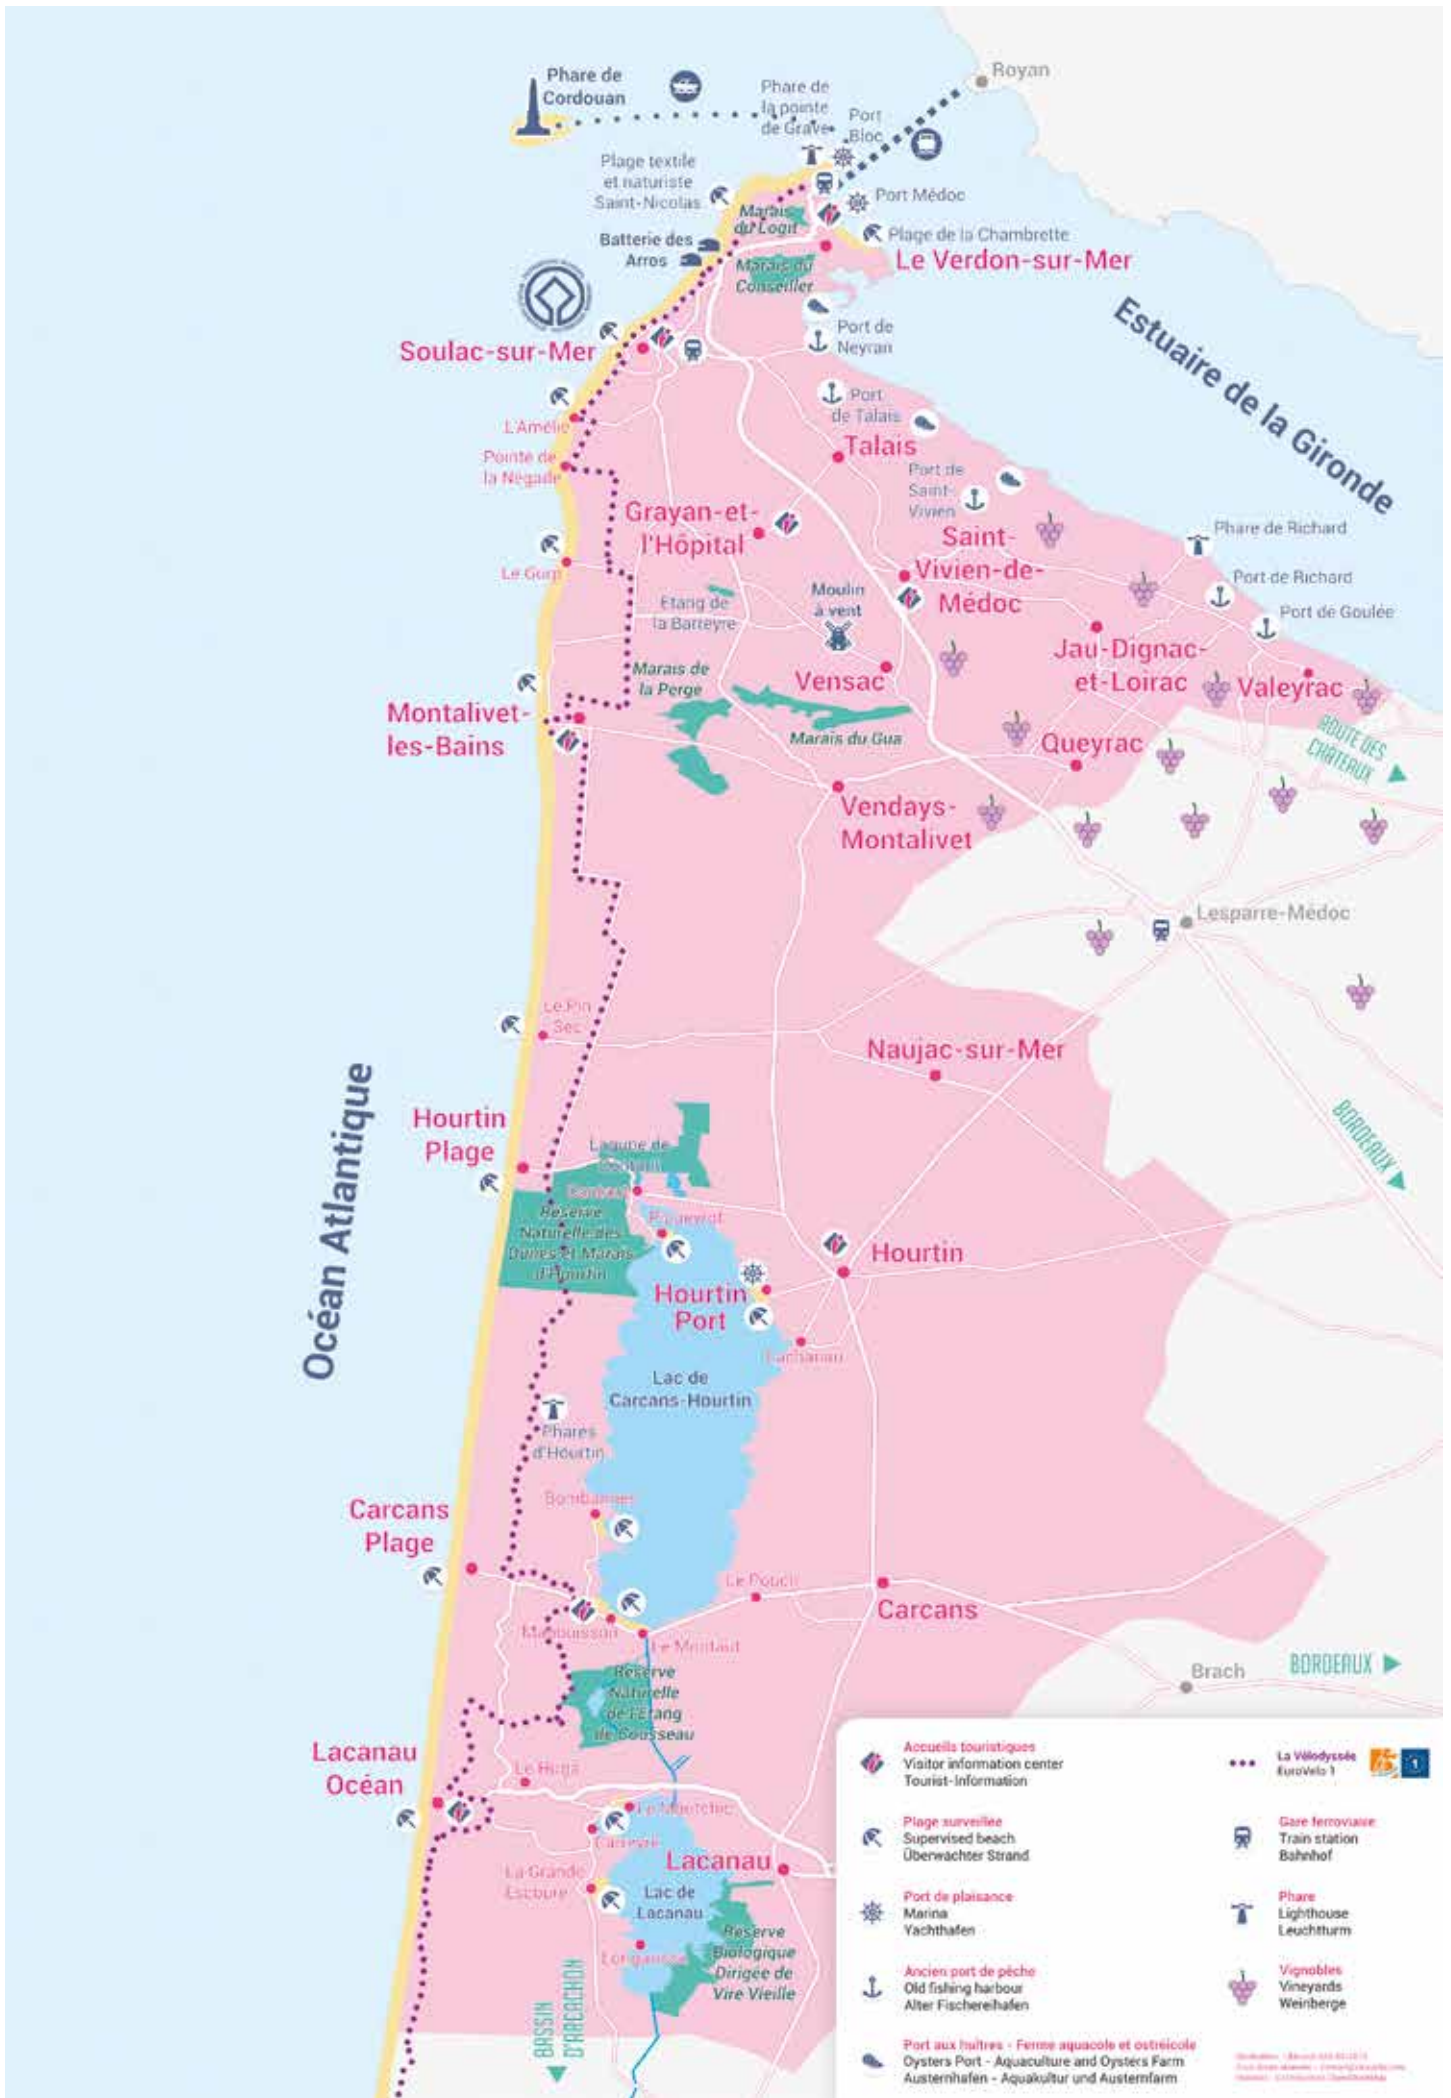 Royan
Phare de
Cordouan
Phare de
la pointe
de Grave
Port
Bloc
Plage textile
et naturiste
Saint-Nicolas
Port Médoc
Marais
du Logit
Plage de la Chambrette
Batterie des
Arros
Le Verdon-sur-Mer
Marais du
Conseiller
Estuaire de la Gironde
Port de
Neyran
Soulac-sur-Mer
Port
de Talais
L'Amélie
Talais
Pointe de
la Négade
Port de
Saint-
Vivien
Grayan-et-
l'Hôpital
Phare de Richard
Saint-
Vivien-de-
Médoc
Le Gurp
Port de Richard
Moulin
à vent
Etang de
la Barreyre
Port de Goulée
Jau-Dignac-
et-Loirac
Marais de
la Perge
Vensac
Valeyrac
Montalivet-
les-Bains
Marais du Gua
Queyrac
ROUTE DES
CHÂTEAUX
Vendays-
Montalivet
Lesparre-Médoc
Le Pin
Sec
Naujac-sur-Mer
Océan Atlantique
Hourtin
Plage
BORDEAUX
Lagune de
Contaut
Contaut
Réserve
Naturelle des
Dunes et Marais
d'Hourtin
Piqueyrot
Hourtin
Hourtin
Port
Lachanau
Lac de
Carcans-Hourtin
Phares
d'Hourtin
Bombannes
Carcans
Plage
Le Pouch
Carcans
Maubuisson
Le Montaut
Brach
BORDEAUX
Réserve
Naturelle
de l'Etang
de Cousseau
Lacanau
Océan
Le Huga
Le Moutchic
Carreyre
Lacanau
La Grande
Escoure
Lac de
Lacanau
Longarisse
Réserve
Biologique
Dirigée de
Vire Vieille
BASSIN
D'ARCACHON
Accueils touristiques
Visitor information center
Tourist-Information
La Vélodyssée
EuroVelo 1
1
Plage surveillée
Supervised beach
Überwachter Strand
Gare ferroviaire
Train station
Bahnhof
Port de plaisance
Marina
Yachthafen
Phare
Lighthouse
Leuchtturm
Ancien port de pêche
Old fishing harbour
Alter Fischereihafen
Vignobles
Vineyards
Weinberge
Port aux huîtres - Ferme aquacole et ostréicole
Oysters Port - Aquaculture and Oysters Farm
Austernhafen - Aquakultur und Austernfarm